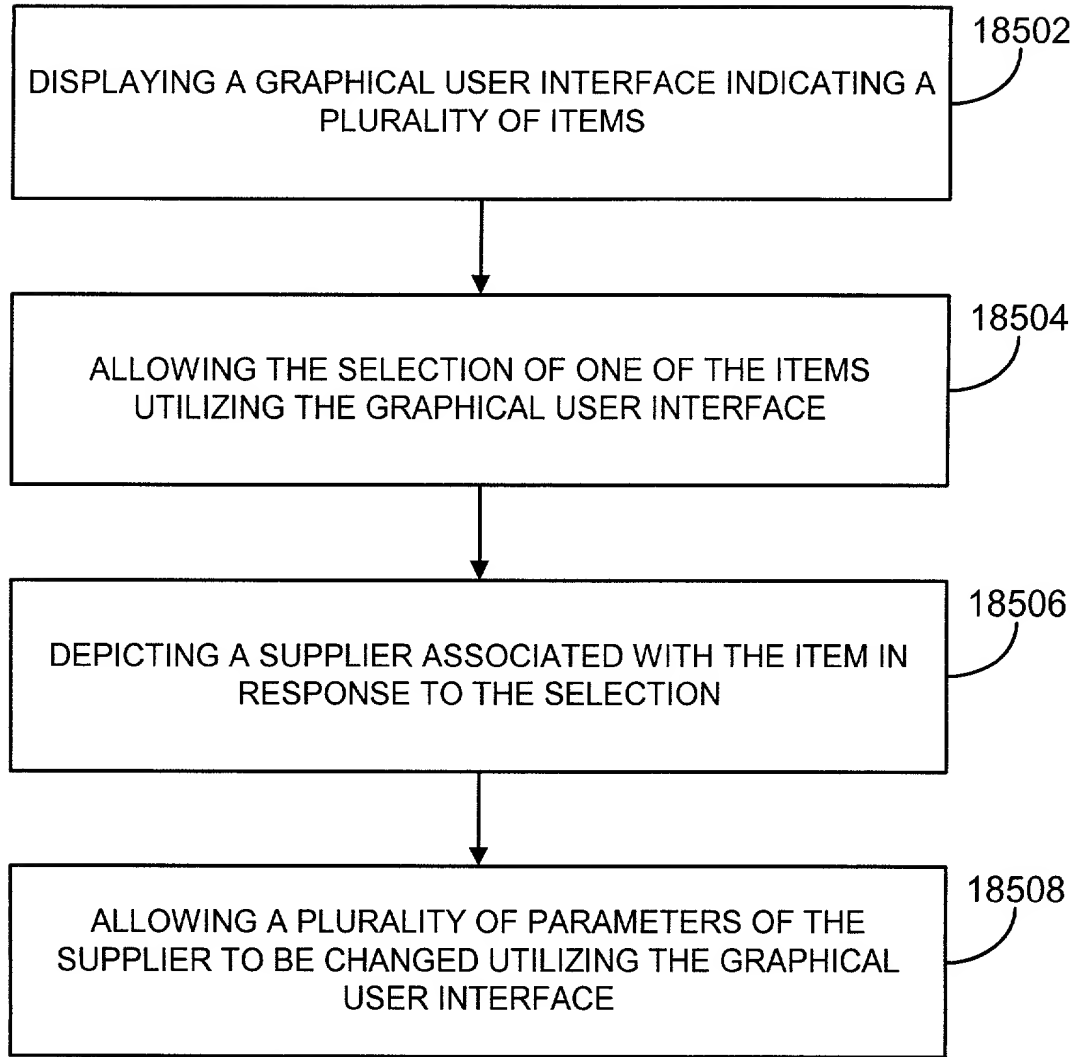 18502
DISPLAYING A GRAPHICAL USER INTERFACE INDICATING A
PLURALITY OF ITEMS
18504
ALLOWING THE SELECTION OF ONE OF THE ITEMS
UTILIZING THE GRAPHICAL USER INTERFACE
18506
DEPICTING A SUPPLIER ASSOCIATED WITH THE ITEM IN
RESPONSE TO THE SELECTION
18508
ALLOWING A PLURALITY OF PARAMETERS OF THE
SUPPLIER TO BE CHANGED UTILIZING THE GRAPHICAL
USER INTERFACE